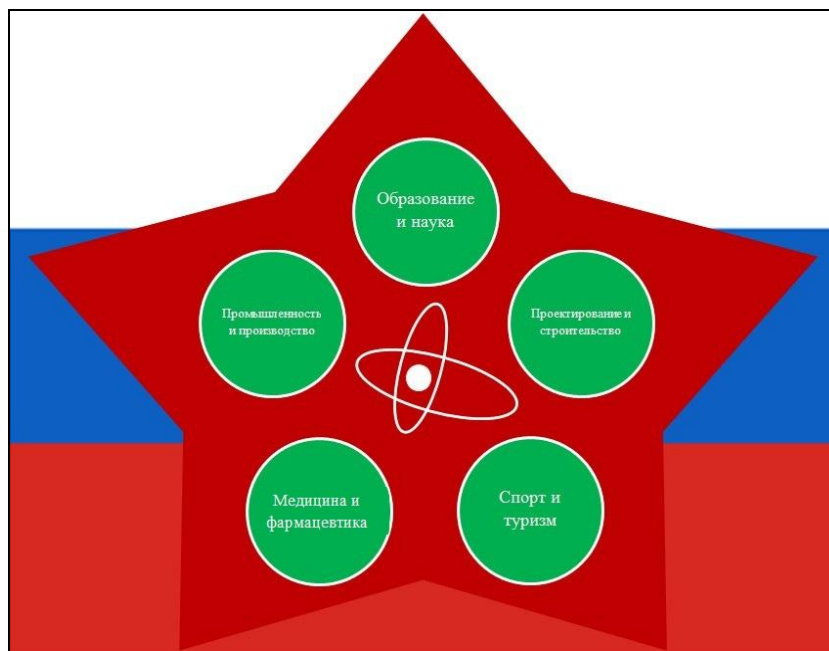 Образование
и наука
Промышленность
и производство
Проектирование и
строительство
Медицина и
фармацевтика
Спорт и
туризм